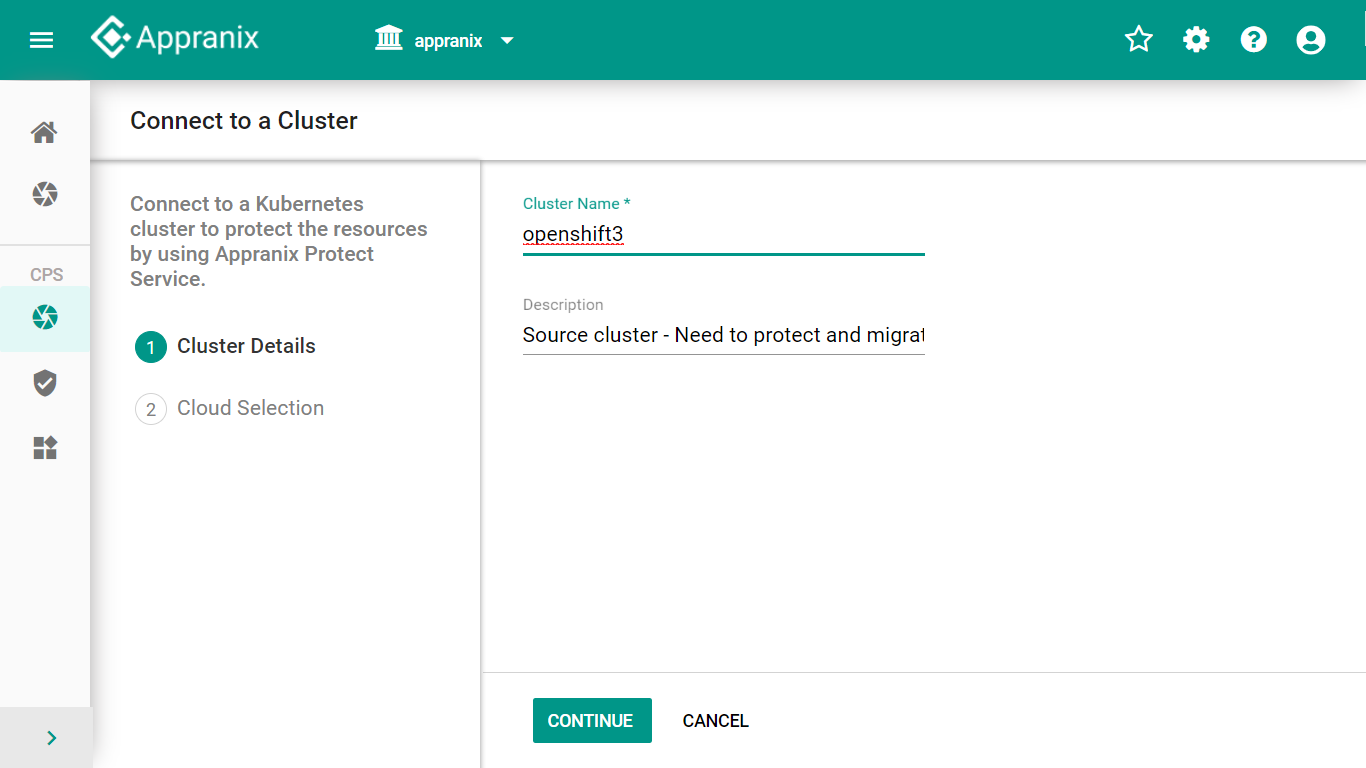 Appranix
appranix
Connect to a Cluster
CPS
Connect to a Kubernetes
cluster to protect the resources
by using Appranix Protect
Service.
1 Cluster Details
2 Cloud Selection
Cluster Name *
openshift3
Description
Source cluster - Need to protect and migrat
CONTINUE CANCEL